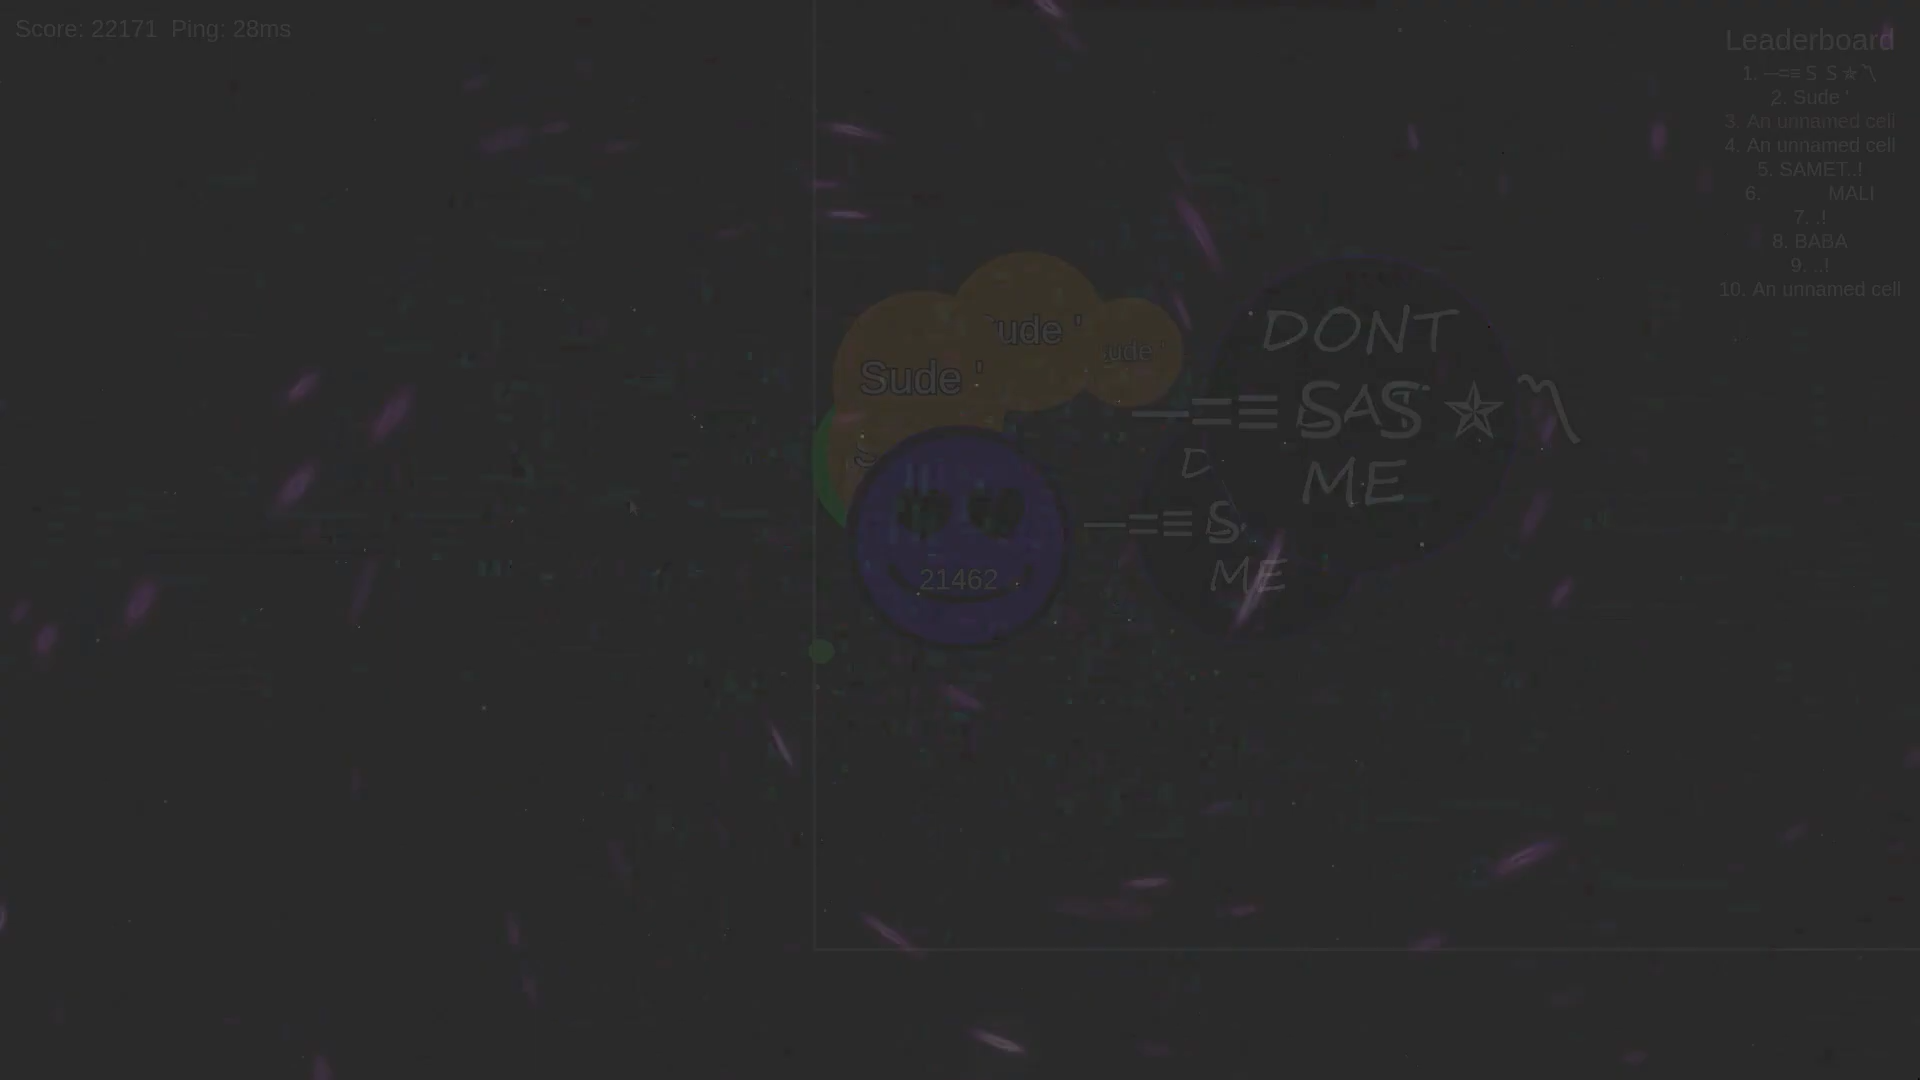 Score: 22171 Ping: 28ms
Leaderboard
1. —=≡ S S ✯ 〽
2. Sude '
3. An unnamed cell
4. An unnamed cell
5. SAMET..!
6. MALI
7. .!
8. BABA
9. ..!
10. An unnamed cell
ude '
ude '
Sude '
DONT
—=≡ SAS ✯ 〽
ME
D
—=≡ S
ME
21462